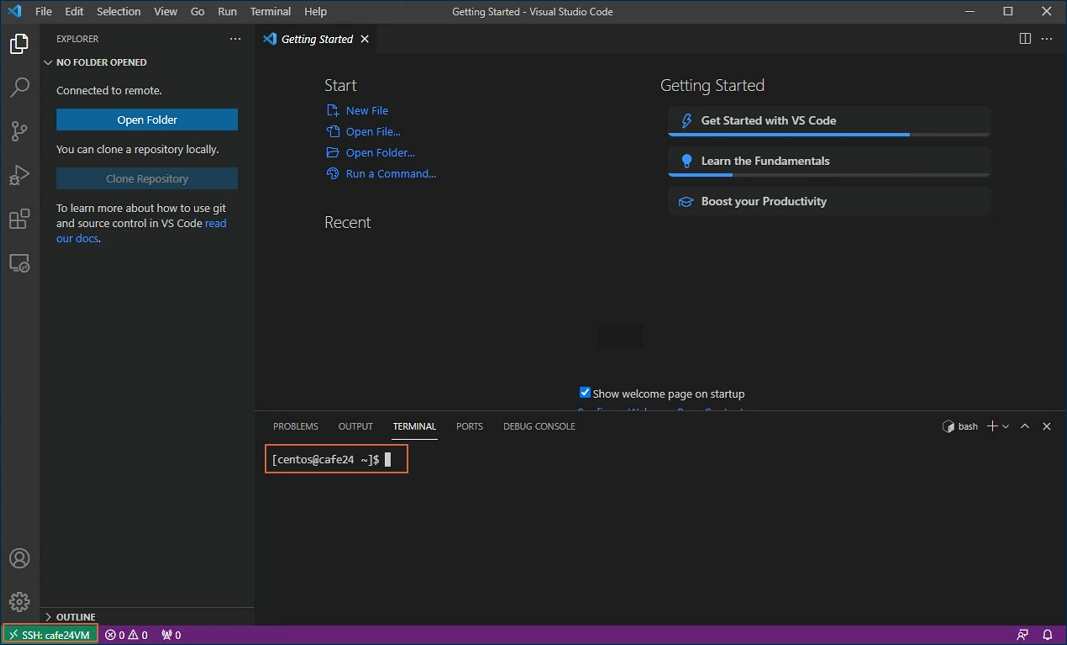 File Edit Selection View Go Run Terminal Help
Getting Started - Visual Studio Code
EXPLORER
NO FOLDER OPENED
Connected to remote.
Open Folder
You can clone a repository locally.
Clone Repository
To learn more about how to use git
and source control in VS Code read
our docs.
OUTLINE
Getting Started
Start
New File
Open File...
Open Folder...
Run a Command...
Recent
Getting Started
Get Started with VS Code
Learn the Fundamentals
Boost your Productivity
Show welcome page on startup
PROBLEMS OUTPUT TERMINAL PORTS DEBUG CONSOLE
bash
[centos@cafe24 ~]$
SSH: cafe24VM 0 0 0